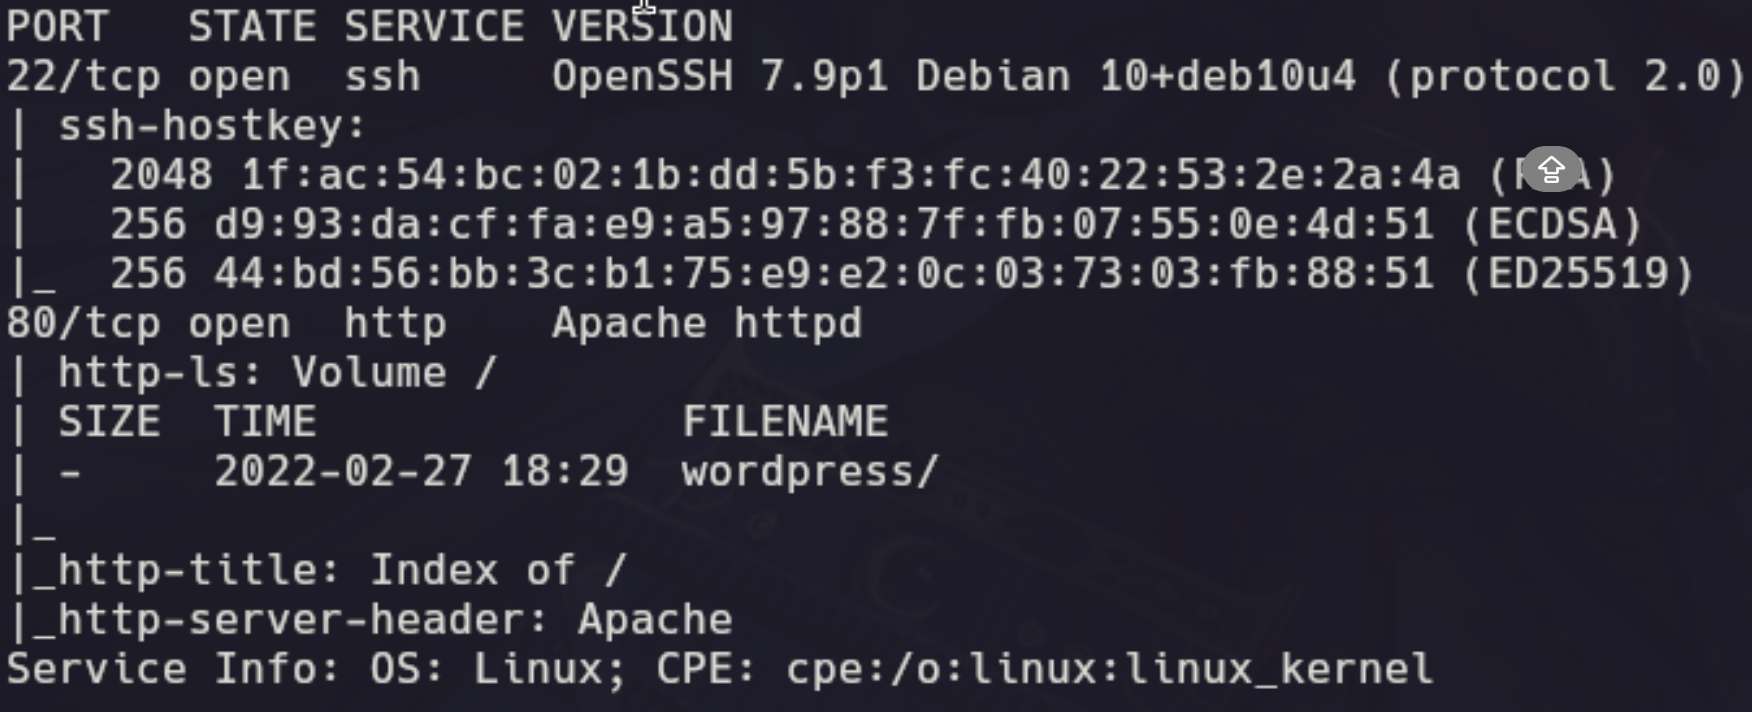 PORT   STATE SERVICE VERSION
22/tcp open  ssh     OpenSSH 7.9p1 Debian 10+deb10u4 (protocol 2.0)
| ssh-hostkey:
|   2048 1f:ac:54:bc:02:1b:dd:5b:f3:fc:40:22:53:2e:2a:4a
|   256 d9:93:da:cf:fa:e9:a5:97:88:7f:fb:07:55:0e:4d:51 (ECDSA)
|_  256 44:bd:56:bb:3c:b1:75:e9:e2:0c:03:73:03:fb:88:51 (ED25519)
80/tcp open  http    Apache httpd
| http-ls: Volume /
| SIZE  TIME              FILENAME
| -     2022-02-27 18:29  wordpress/
|_
|_http-title: Index of /
|_http-server-header: Apache
Service Info: OS: Linux; CPE: cpe:/o:linux:linux_kernel